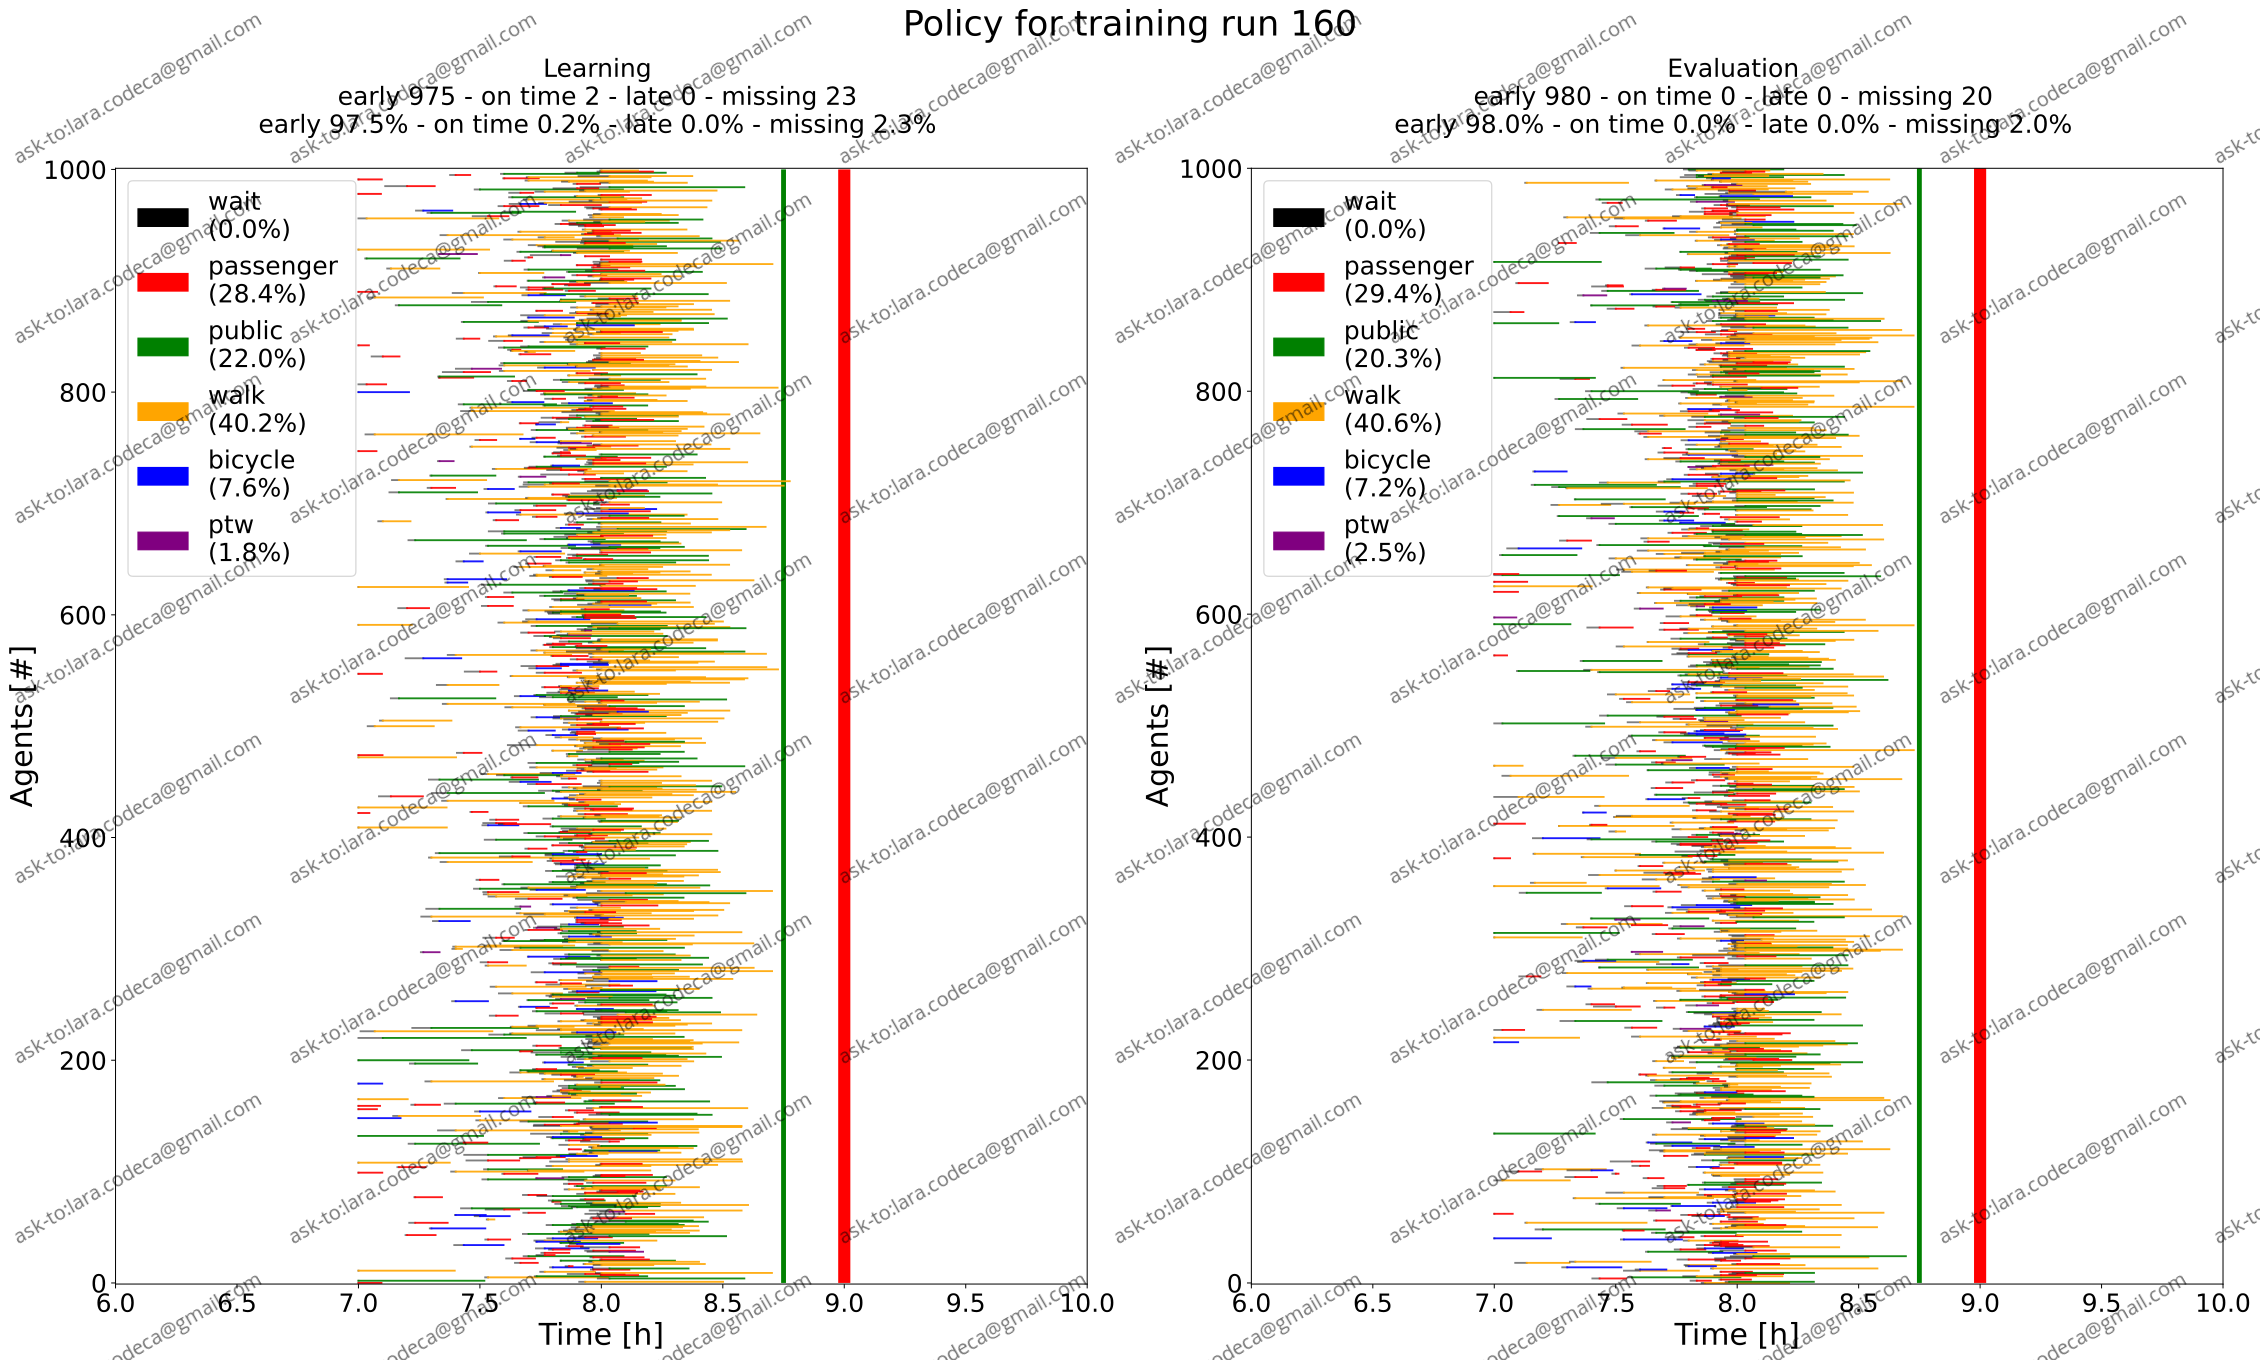 Policy for training run 160
Learning
early 975 - on time 2 - late 0 - missing 23
early 97.5% - on time 0.2% - late 0.0% - missing 2.3%
1000
800
600
400
200
0
Agents [#]
wait
(0.0%)
passenger
(28.4%)
public
(22.0%)
walk
(40.2%)
bicycle
(7.6%)
ptw
(1.8%)
6.0 6.5 7.0 7.5 8.0 8.5 9.0 9.5 10.0
Time [h]
Evaluation
early 980 - on time 0 - late 0 - missing 20
early 98.0% - on time 0.0% - late 0.0% - missing 2.0%
1000
800
600
400
200
0
Agents [#]
wait
(0.0%)
passenger
(29.4%)
public
(20.3%)
walk
(40.6%)
bicycle
(7.2%)
ptw
(2.5%)
6.0 6.5 7.0 7.5 8.0 8.5 9.0 9.5 10.0
Time [h]
ask-to:lara.codeca@gmail.com